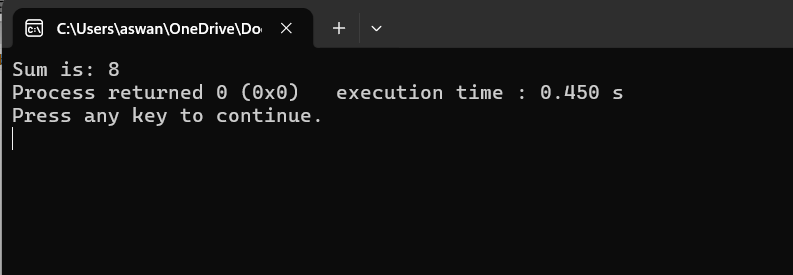 C:\Users\aswan\OneDrive\Do
Sum is: 8
Process returned 0 (0x0)   execution time : 0.450 s
Press any key to continue.